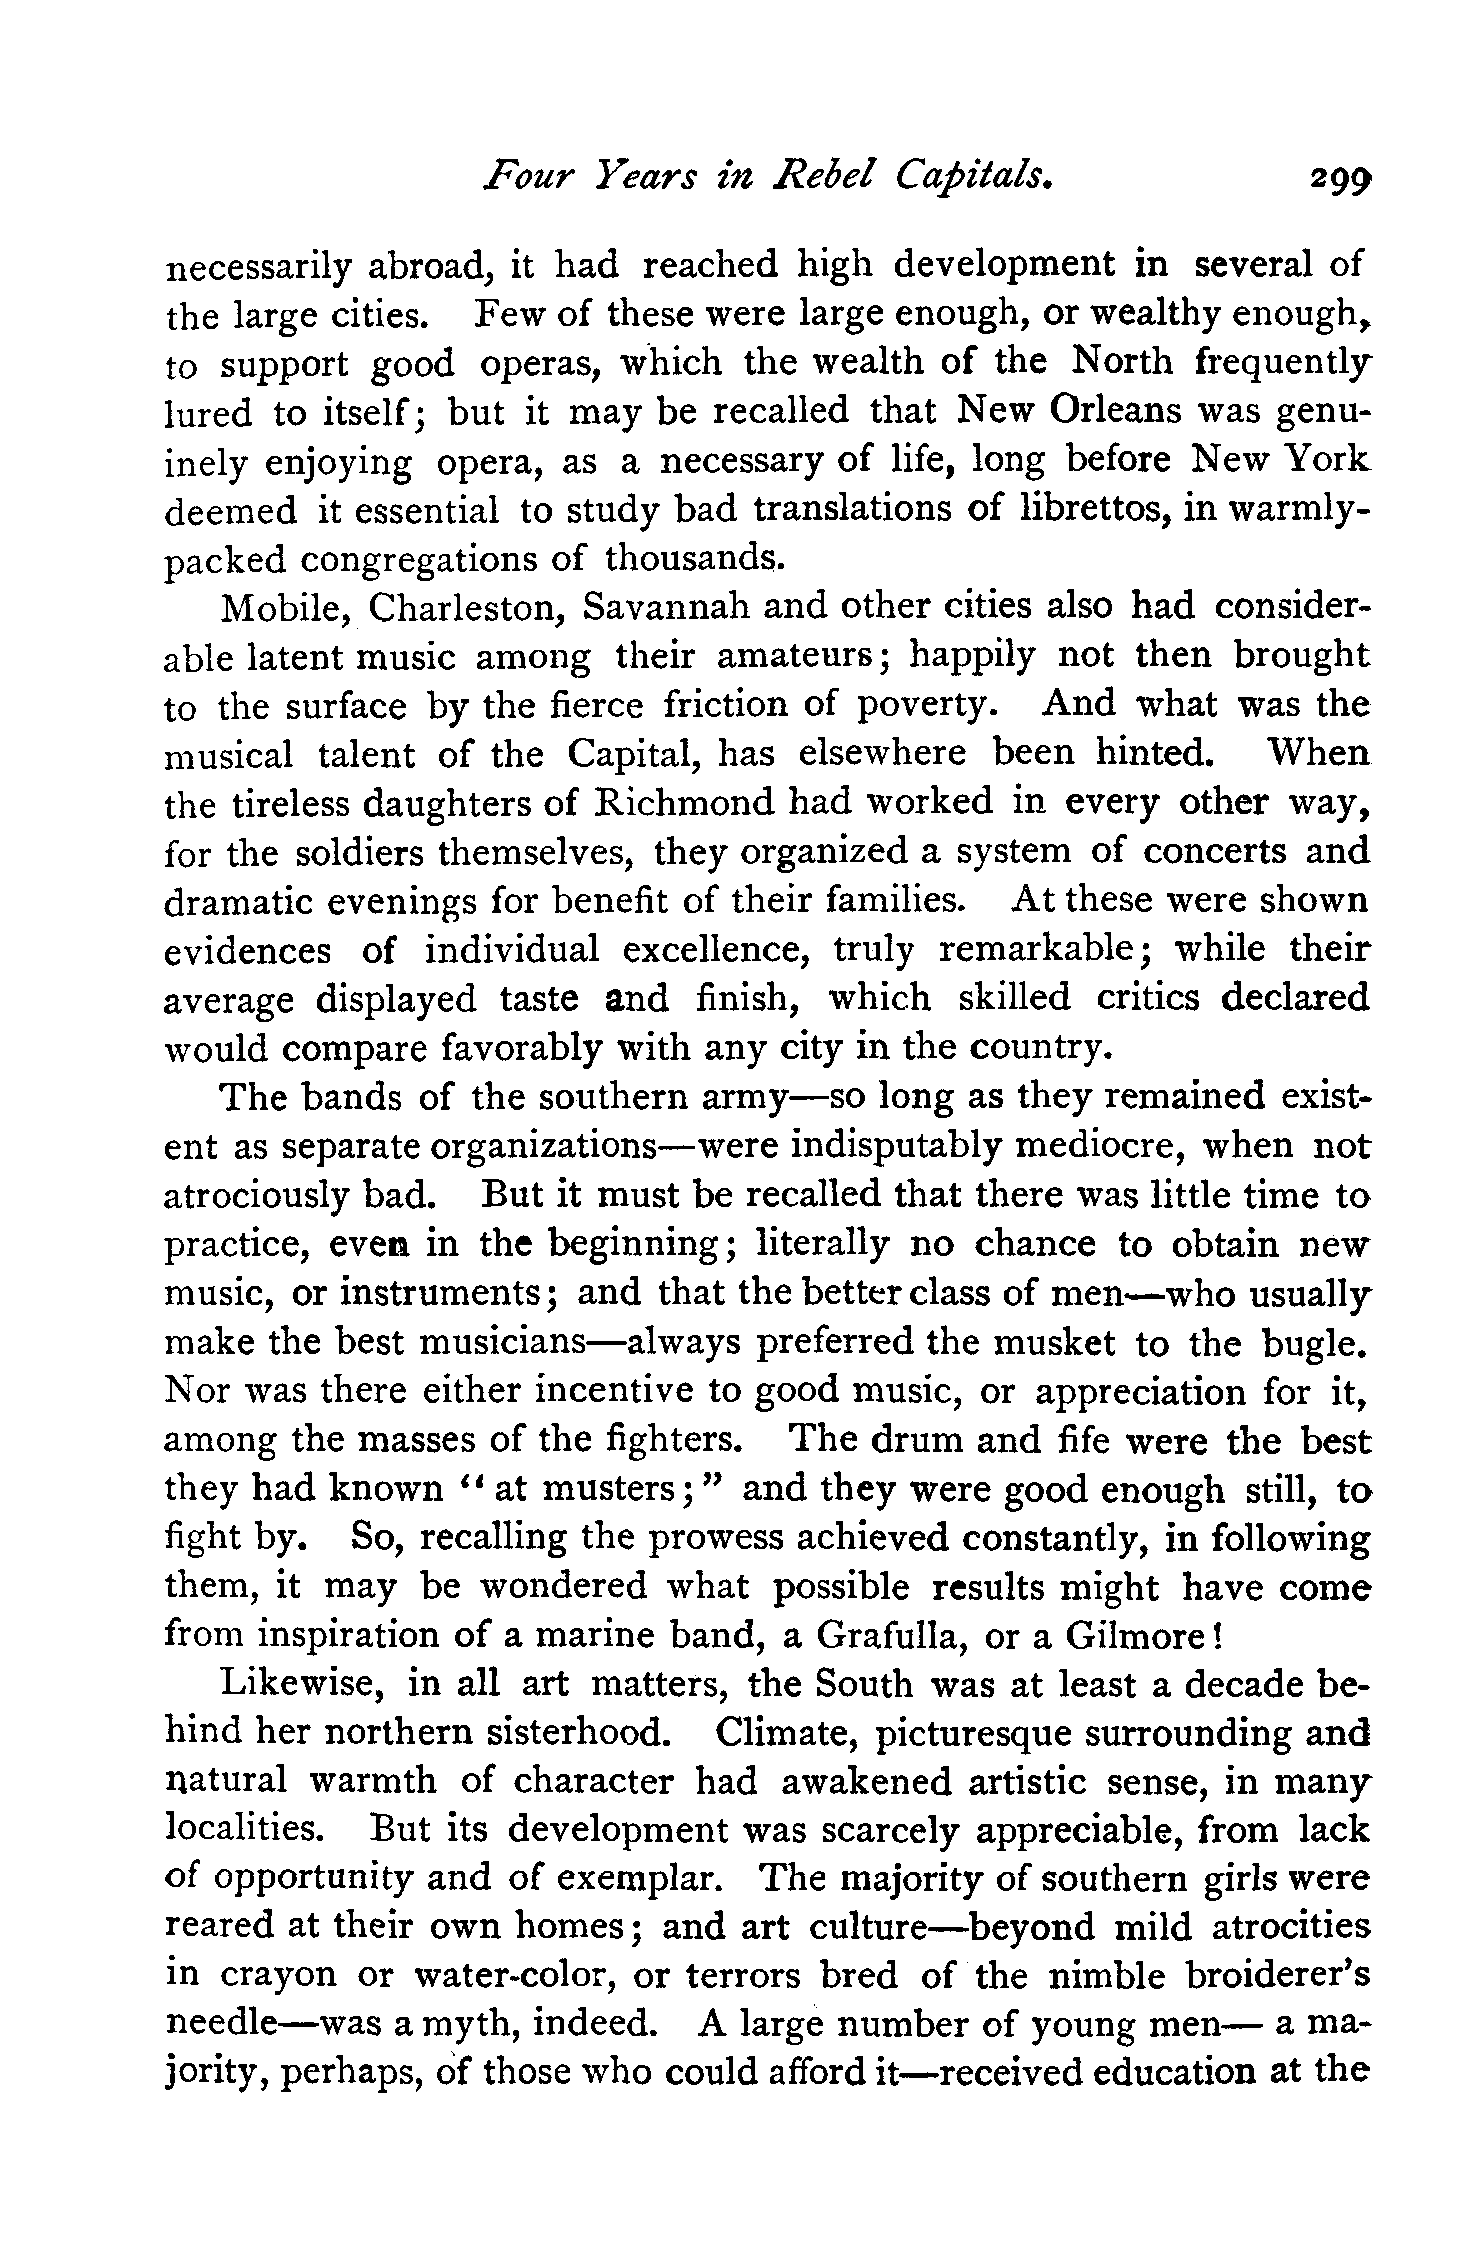 Four Years in Rebel Capitals. 299
necessarily abroad, it had reached high development in several of
the large cities. Few of these were large enough, or wealthy enough,
to support good operas, which the wealth of the North frequently
lured to itself; but it may be recalled that New Orleans was genu-
inely enjoying opera, as a necessary of life, long before New York
deemed it essential to study bad translations of librettos, in warmly-
packed congregations of thousands.
Mobile, Charleston, Savannah and other cities also had consider-
able latent music among their amateurs; happily not then brought
to the surface by the fierce friction of poverty. And what was the
musical talent of the Capital, has elsewhere been hinted. When
the tireless daughters of Richmond had worked in every other way,
for the soldiers themselves, they organized a system of concerts and
dramatic evenings for benefit of their families. At these were shown
evidences of individual excellence, truly remarkable; while their
average displayed taste and finish, which skilled critics declared
would compare favorably with any city in the country.
The bands of the southern army—so long as they remained exist-
ent as separate organizations—were indisputably mediocre, when not
atrociously bad. But it must be recalled that there was little time to
practice, even in the beginning; literally no chance to obtain new
music, or instruments; and that the better class of men—who usually
make the best musicians—always preferred the musket to the bugle.
Nor was there either incentive to good music, or appreciation for it,
among the masses of the fighters. The drum and fife were the best
they had known "at musters;" and they were good enough still, to
fight by. So, recalling the prowess achieved constantly, in following
them, it may be wondered what possible results might have come
from inspiration of a marine band, a Grafulla, or a Gilmore!
Likewise, in all art matters, the South was at least a decade be-
hind her northern sisterhood. Climate, picturesque surrounding and
natural warmth of character had awakened artistic sense, in many
localities. But its development was scarcely appreciable, from lack
of opportunity and of exemplar. The majority of southern girls were
reared at their own homes; and art culture—beyond mild atrocities
in crayon or water-color, or terrors bred of the nimble broiderer's
needle—was a myth, indeed. A large number of young men— a ma-
jority, perhaps, of those who could afford it—received education at the